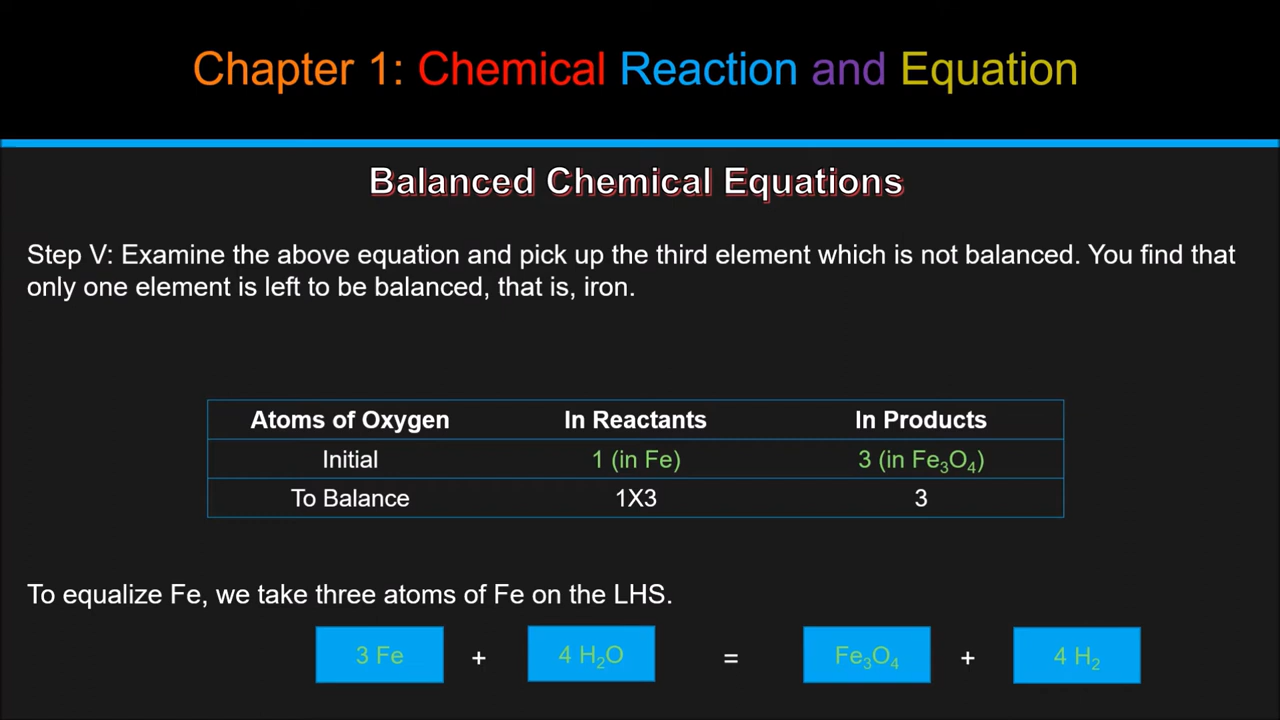 Chapter 1: Chemical Reaction and Equation
Balanced Chemical Equations
Step V: Examine the above equation and pick up the third element which is not balanced. You find that
only one element is left to be balanced, that is, iron.
Atoms of Oxygen In Reactants In Products
Initial 1 (in Fe) 3 (in Fe₃O₄)
To Balance 1X3 3
To equalize Fe, we take three atoms of Fe on the LHS.
3 Fe + 4 H₂O = Fe₃O₄ + 4 H₂